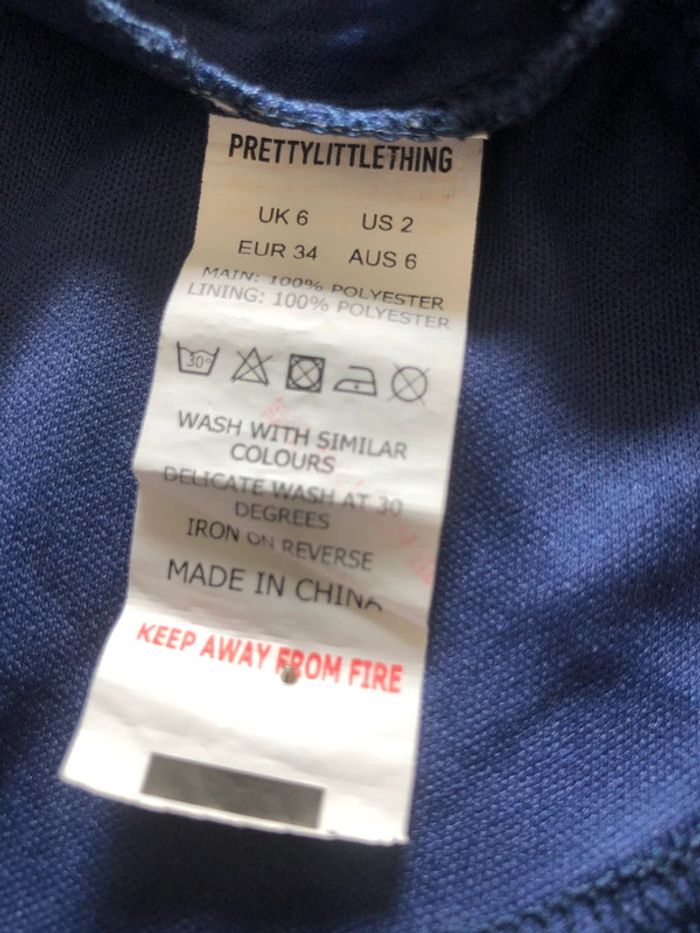 PRETTYLITTLETHING
UK 6 US 2
EUR 34 AUS 6
MAIN: 100% POLYESTER
LINING: 100% POLYESTER
30°
WASH WITH SIMILAR
COLOURS
DELICATE WASH AT 30
DEGREES
IRON ON REVERSE
MADE IN CHINA
KEEP AWAY FROM FIRE